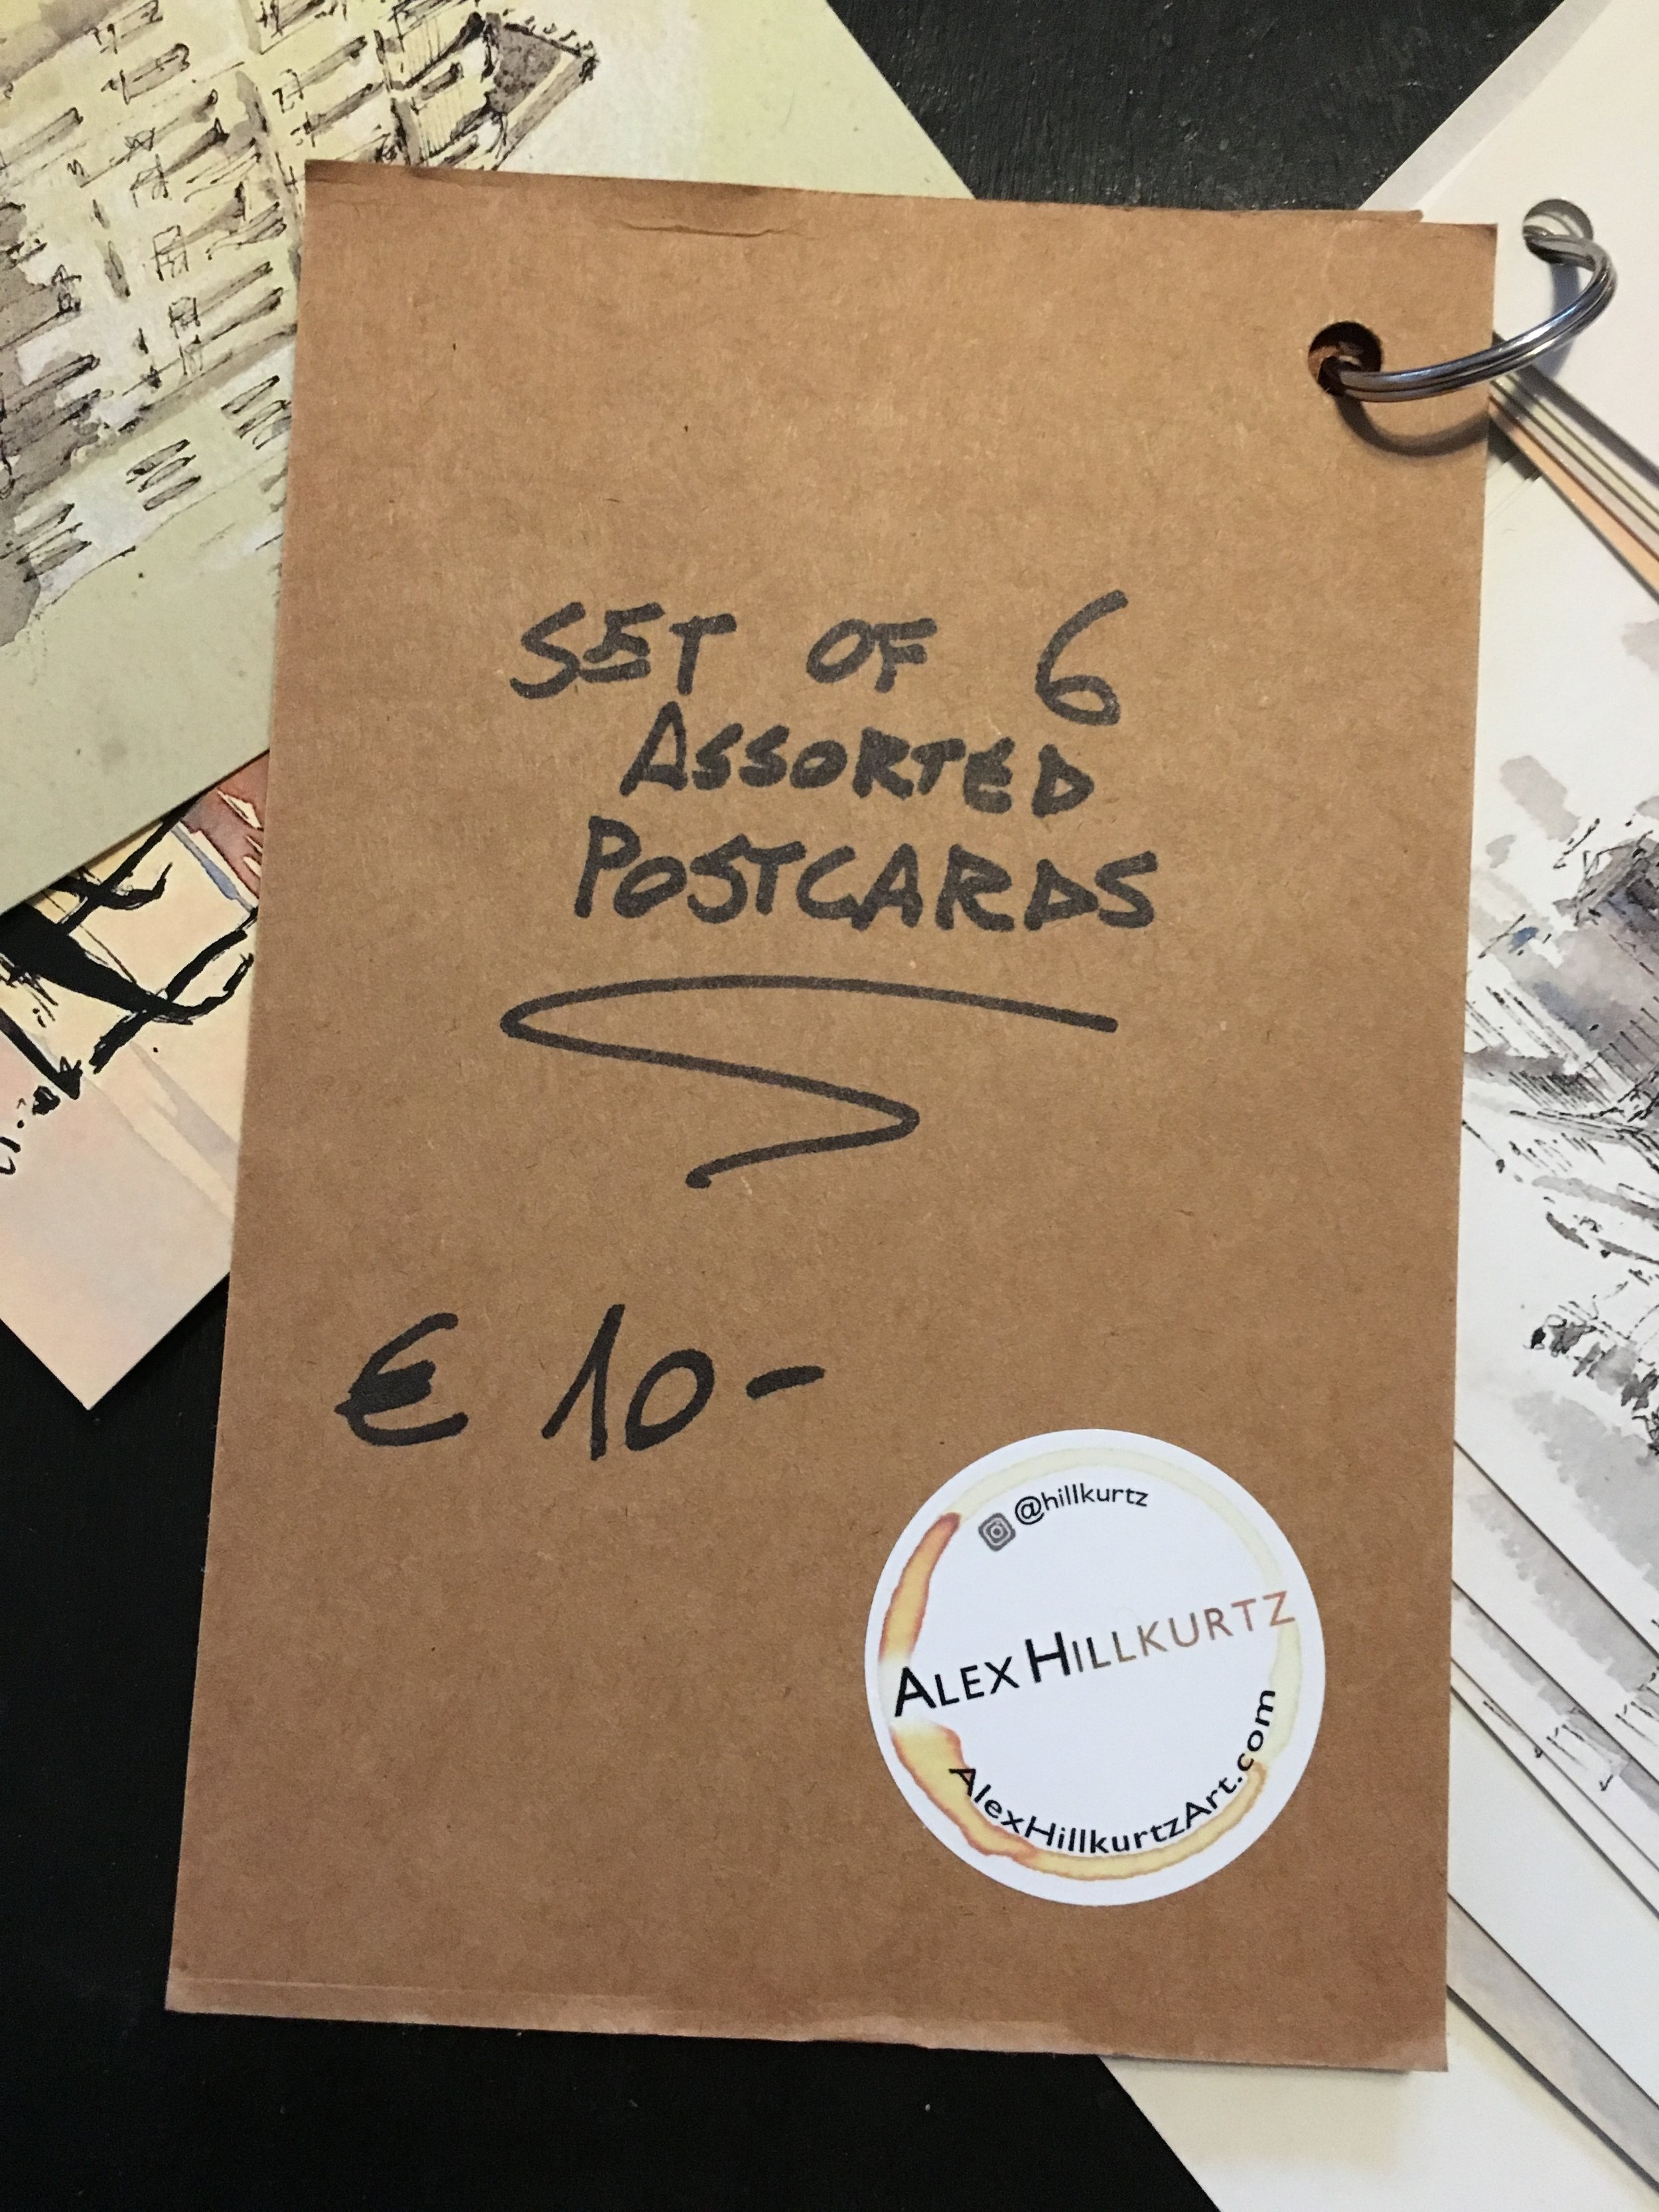 SET OF 6
ASSORTED
POSTCARDS
€ 10-
@hillkurtz
ALEX HILLKURTZ
AlexHillkurtzArt.com